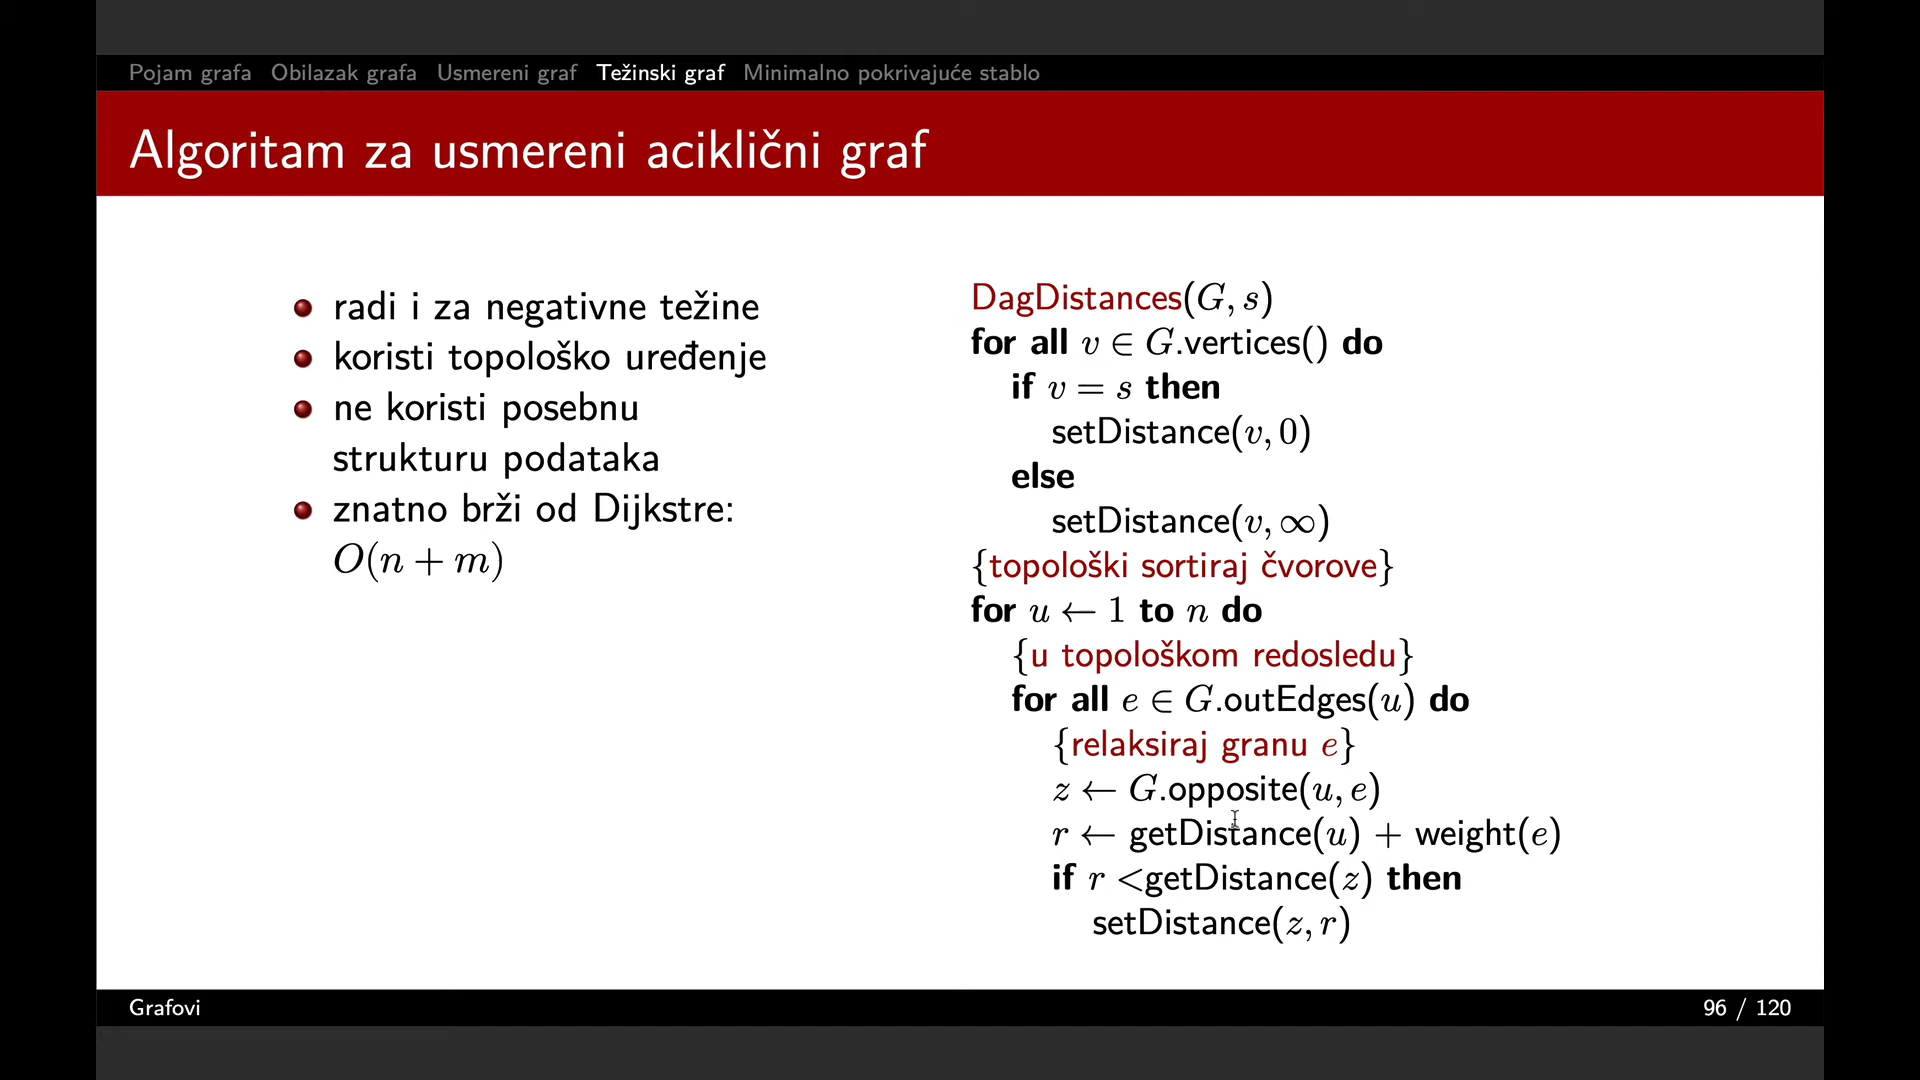 Pojam grafa Obilazak grafa Usmereni graf Težinski graf Minimalno pokrivajuće stablo
Algoritam za usmereni aciklični graf
radi i za negativne težine
koristi topološko uređenje
ne koristi posebnu
strukturu podataka
znatno brži od Dijkstre:
O(n + m)
DagDistances(G, s)
for all v ∈ G.vertices() do
if v = s then
setDistance(v, 0)
else
setDistance(v, ∞)
{topološki sortiraj čvorove}
for u ← 1 to n do
{u topološkom redosledu}
for all e ∈ G.outEdges(u) do
{relaksiraj granu e}
z ← G.opposite(u, e)
r ← getDistance(u) + weight(e)
if r <getDistance(z) then
setDistance(z, r)
Grafovi
96 / 120